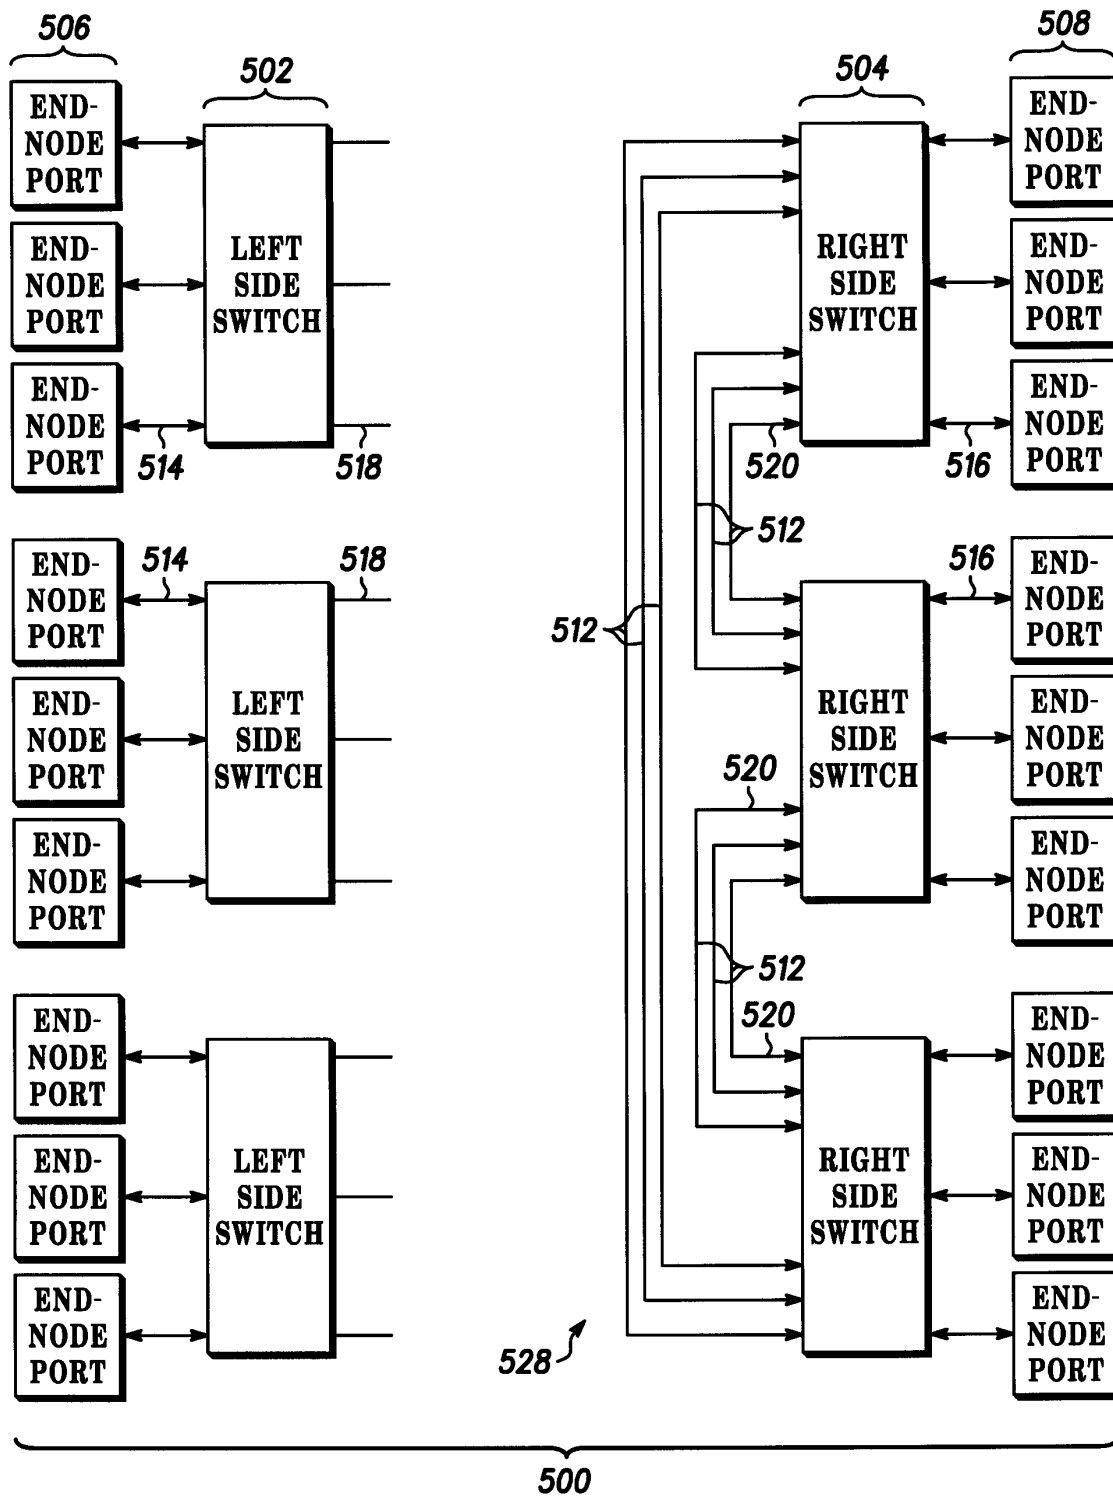 506
502
504
508
END-
NODE
PORT
END-
NODE
PORT
END-
NODE
PORT
LEFT
SIDE
SWITCH
514
518
RIGHT
SIDE
SWITCH
520
516
END-
NODE
PORT
END-
NODE
PORT
END-
NODE
PORT
512
512
END-
NODE
PORT
END-
NODE
PORT
END-
NODE
PORT
514
518
LEFT
SIDE
SWITCH
516
RIGHT
SIDE
SWITCH
520
END-
NODE
PORT
END-
NODE
PORT
END-
NODE
PORT
512
520
END-
NODE
PORT
END-
NODE
PORT
END-
NODE
PORT
LEFT
SIDE
SWITCH
RIGHT
SIDE
SWITCH
END-
NODE
PORT
END-
NODE
PORT
END-
NODE
PORT
528
500